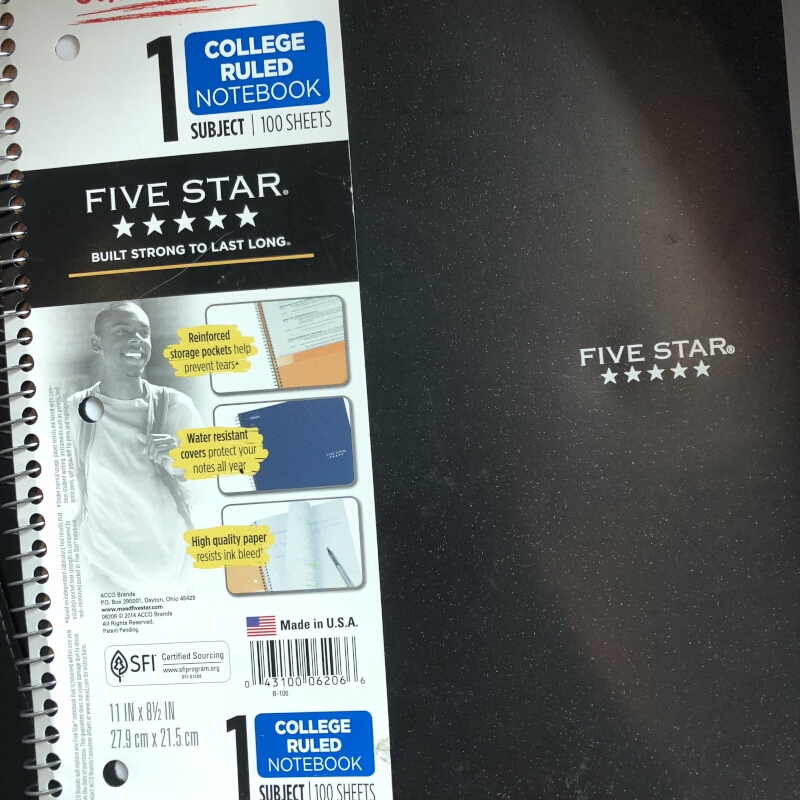 1
COLLEGE
RULED
NOTEBOOK
SUBJECT | 100 SHEETS
FIVE STAR®
BUILT STRONG TO LAST LONG®
Reinforced
storage pockets help
prevent tears*
Water resistant
covers protect your
notes all year
High quality paper
resists ink bleed‡
ACCO Brands
P.O. Box 290001, Dayton, Ohio 45429
www.meadfivestar.com
06206 © 2014 ACCO Brands
All Rights Reserved.
Patent Pending.
Made in U.S.A.
SFI
Certified Sourcing
www.sfiprogram.org
0 43100 06206 6
B-106
11 IN x 8½ IN
27.9 cm x 21.5 cm
1
COLLEGE
RULED
NOTEBOOK
SUBJECT | 100 SHEETS
FIVE STAR®